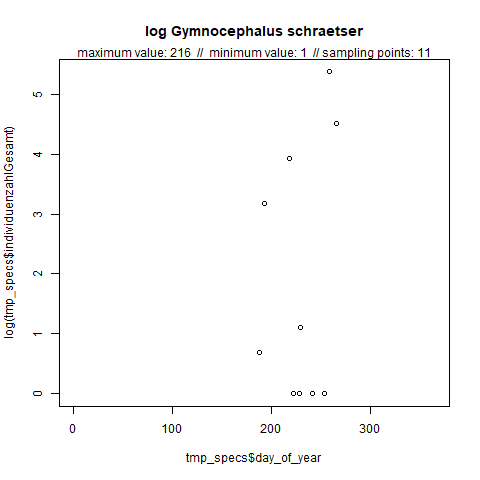 log Gymnocephalus schraetser
maximum value: 216 // minimum value: 1 // sampling points: 11
log(tmp_specs$individuenzahlGesamt)
5
4
3
2
1
0
0 100 200 300
tmp_specs$day_of_year